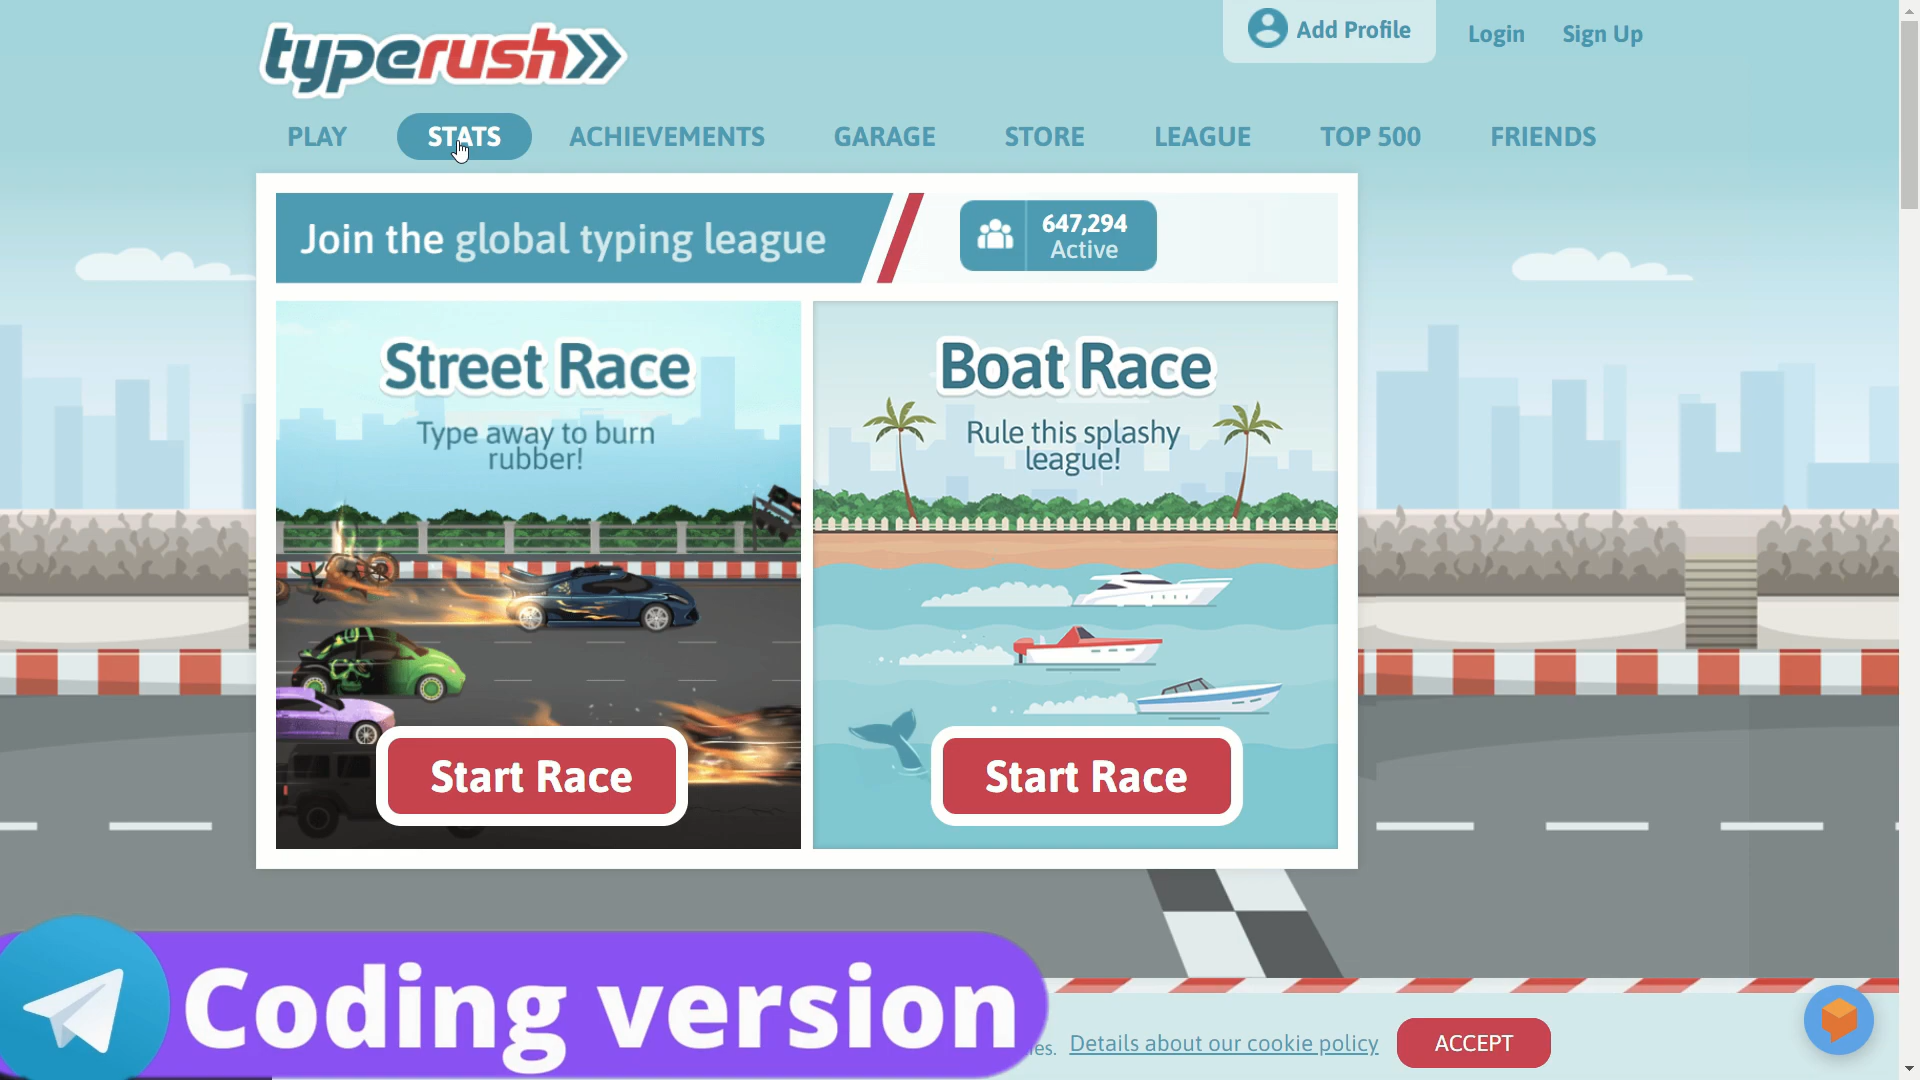 typerush
Add Profile
Login
Sign Up
PLAY
STATS
ACHIEVEMENTS
GARAGE
STORE
LEAGUE
TOP 500
FRIENDS
Join the global typing league
647,294
Active
Street Race
Type away to burn
rubber!
Start Race
Boat Race
Rule this splashy
league!
Start Race
Coding version
Details about our cookie policy
ACCEPT